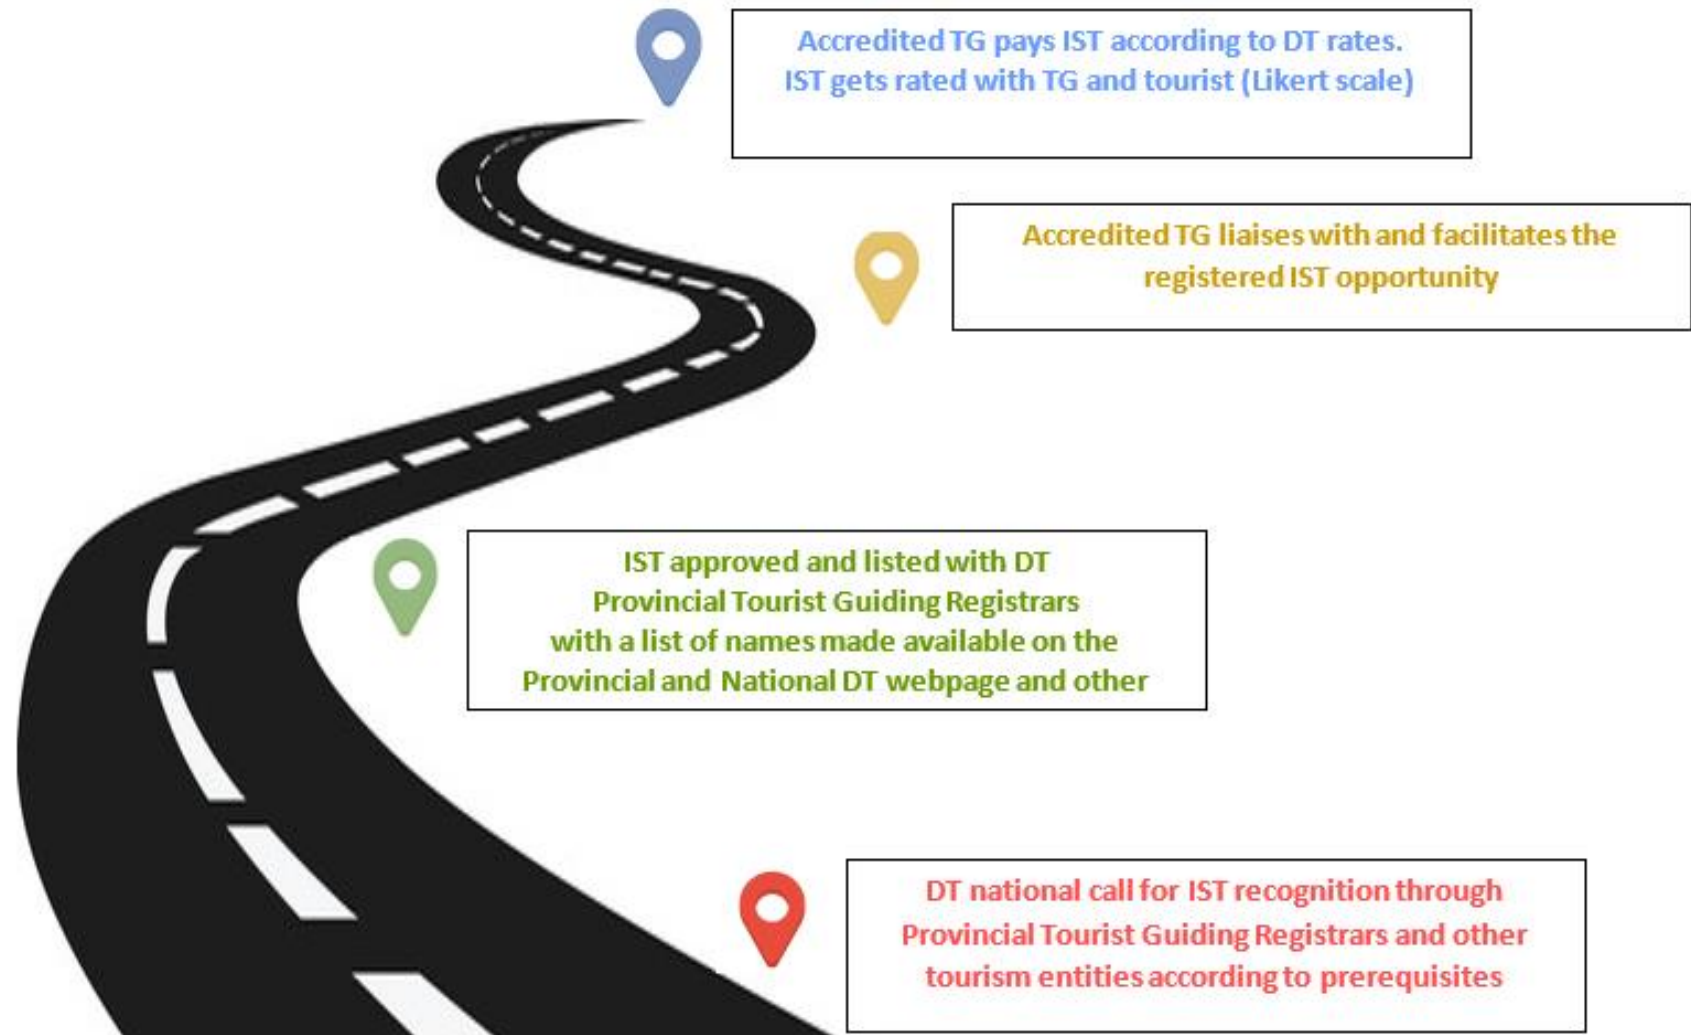 Accredited TG pays IST according to DT rates.
IST gets rated with TG and tourist (Likert scale)
Accredited TG liaises with and facilitates the
registered IST opportunity
IST approved and listed with DT
Provincial Tourist Guiding Registrars
with a list of names made available on the
Provincial and National DT webpage and other
DT national call for IST recognition through
Provincial Tourist Guiding Registrars and other
tourism entities according to prerequisites